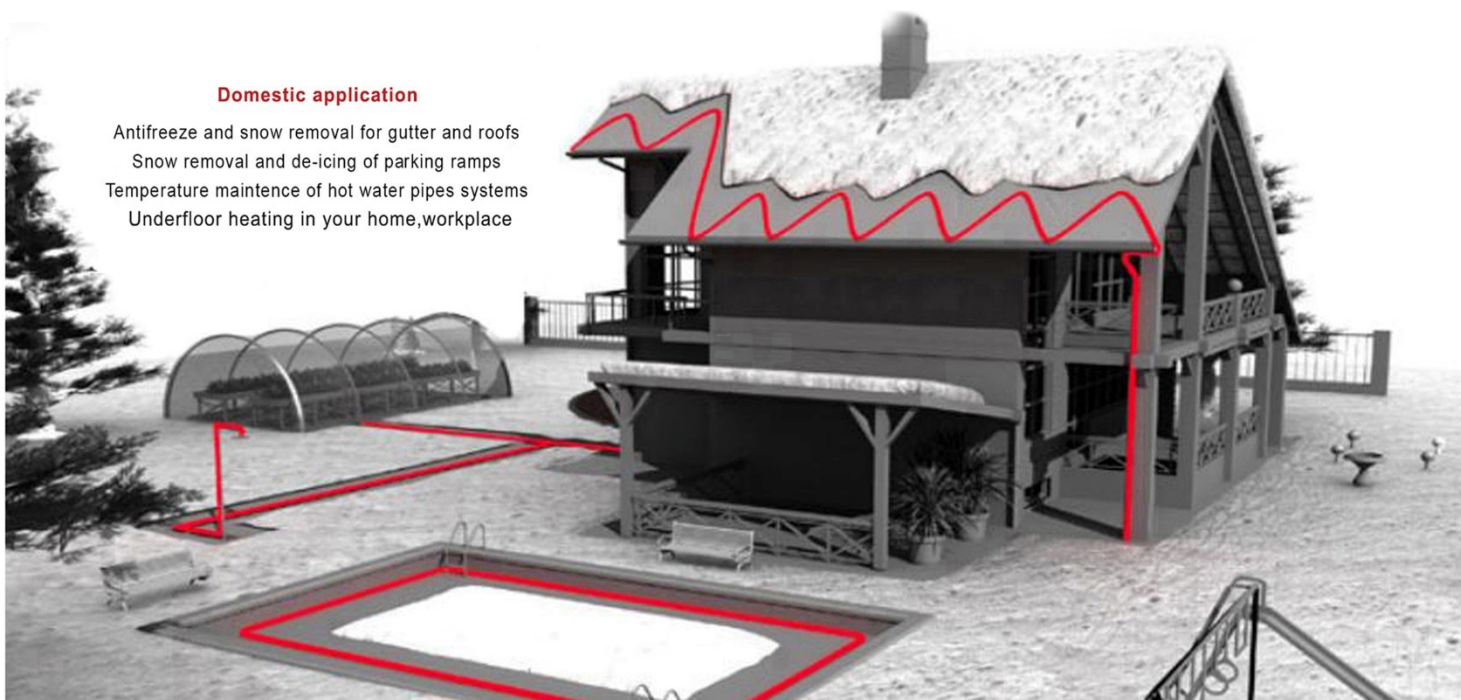 Domestic application
Antifreeze and snow removal for gutter and roofs
Snow removal and de-icing of parking ramps
Temperature maintence of hot water pipes systems
Underfloor heating in your home,workplace